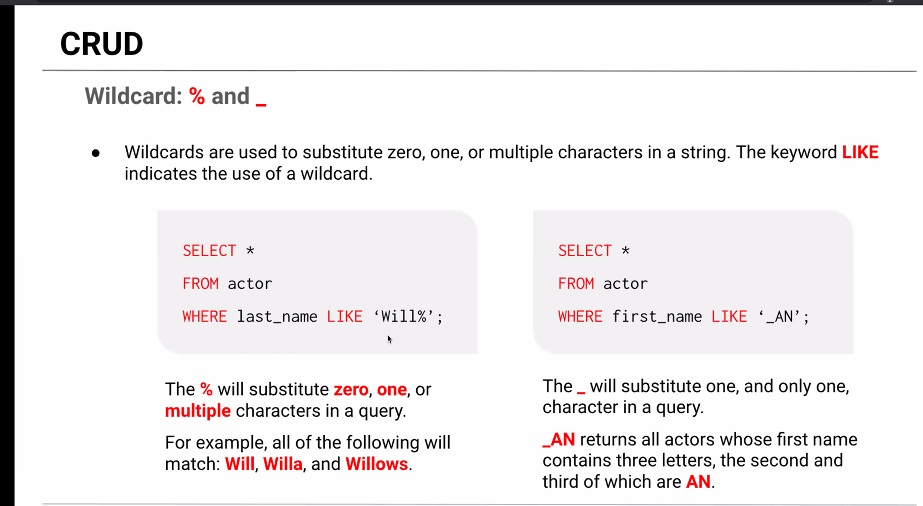 CRUD
Wildcard: % and _
● Wildcards are used to substitute zero, one, or multiple characters in a string. The keyword LIKE
indicates the use of a wildcard.
SELECT *
FROM actor
WHERE last_name LIKE ‘Will%’;
The % will substitute zero, one, or
multiple characters in a query.
For example, all of the following will
match: Will, Willa, and Willows.
SELECT *
FROM actor
WHERE first_name LIKE ‘_AN’;
The _ will substitute one, and only one,
character in a query.
_AN returns all actors whose first name
contains three letters, the second and
third of which are AN.